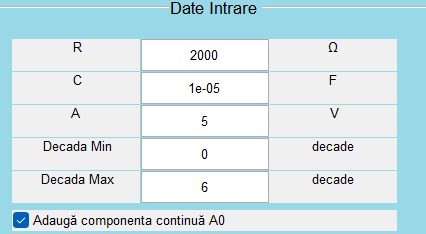 Date Intrare
R 2000 Ω
C 1e-05 F
A 5 V
Decada Min 0 decade
Decada Max 6 decade
Adaugă componenta continuă A0